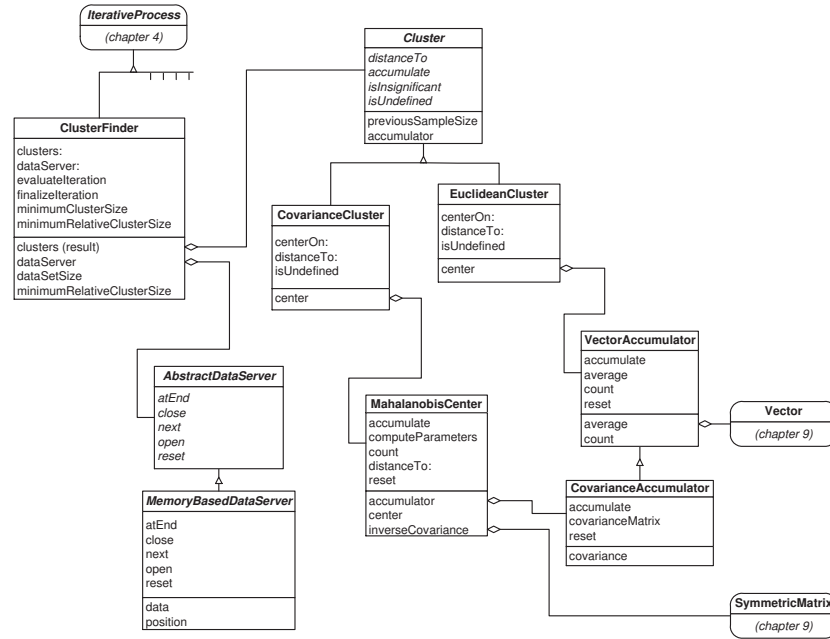 IterativeProcess
(chapter 4)
ClusterFinder
clusters:
dataServer:
evaluateIteration
finalizeIteration
minimumClusterSize
minimumRelativeClusterSize
clusters (result)
dataServer
dataSetSize
minimumRelativeClusterSize
Cluster
distanceTo
accumulate
isInsignificant
isUndefined
previousSampleSize
accumulator
CovarianceCluster
centerOn:
distanceTo:
isUndefined
center
EuclideanCluster
centerOn:
distanceTo:
isUndefined
center
AbstractDataServer
atEnd
close
next
open
reset
MemoryBasedDataServer
atEnd
close
next
open
reset
data
position
MahalanobisCenter
accumulate
computeParameters
count
distanceTo:
reset
accumulator
center
inverseCovariance
VectorAccumulator
accumulate
average
count
reset
average
count
Vector
(chapter 9)
CovarianceAccumulator
accumulate
covarianceMatrix
reset
covariance
SymmetricMatrix
(chapter 9)